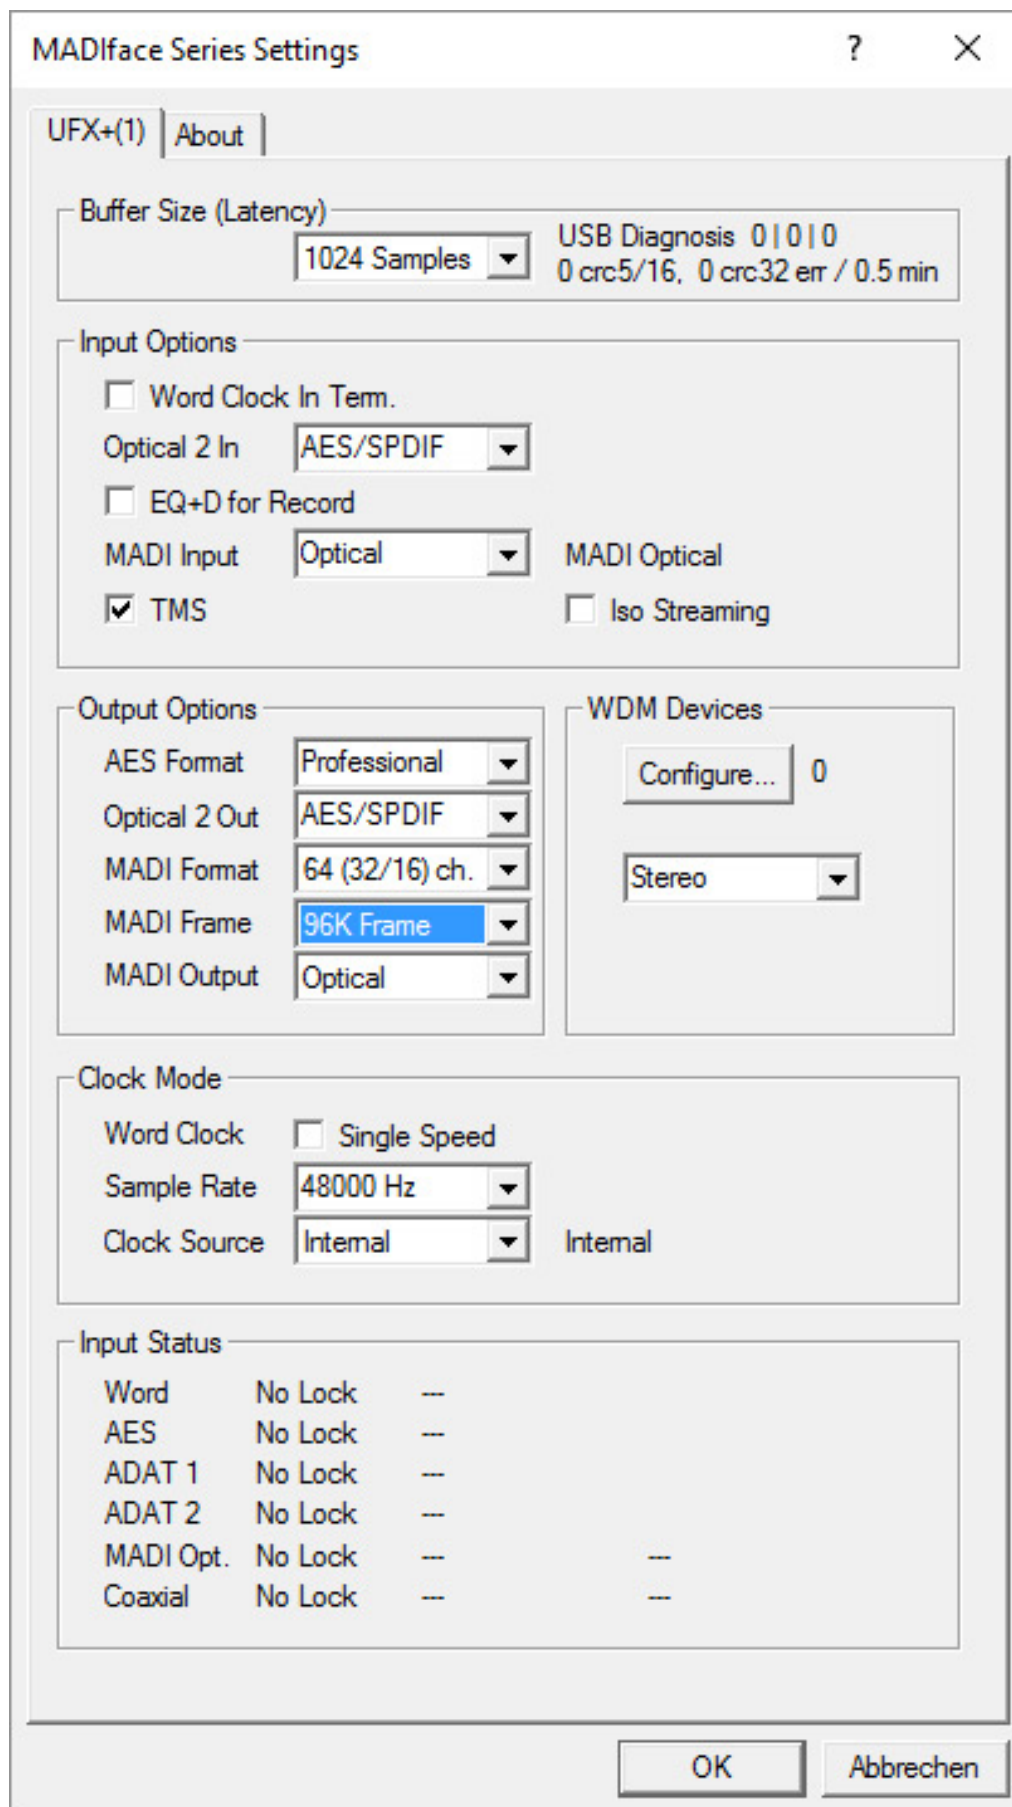 MADIface Series Settings ?
UFX+(1) About
Buffer Size (Latency)
1024 Samples
USB Diagnosis 0 | 0 | 0
0 crc5/16, 0 crc32 err / 0.5 min
Input Options
Word Clock In Term.
Optical 2 In AES/SPDIF
EQ+D for Record
MADI Input Optical MADI Optical
TMS Iso Streaming
Output Options
AES Format Professional
Optical 2 Out AES/SPDIF
MADI Format 64 (32/16) ch.
MADI Frame 96K Frame
MADI Output Optical
WDM Devices
Configure... 0
Stereo
Clock Mode
Word Clock Single Speed
Sample Rate 48000 Hz
Clock Source Internal Internal
Input Status
Word No Lock ---
AES No Lock ---
ADAT 1 No Lock ---
ADAT 2 No Lock ---
MADI Opt. No Lock --- ---
Coaxial No Lock --- ---
OK Abbrechen